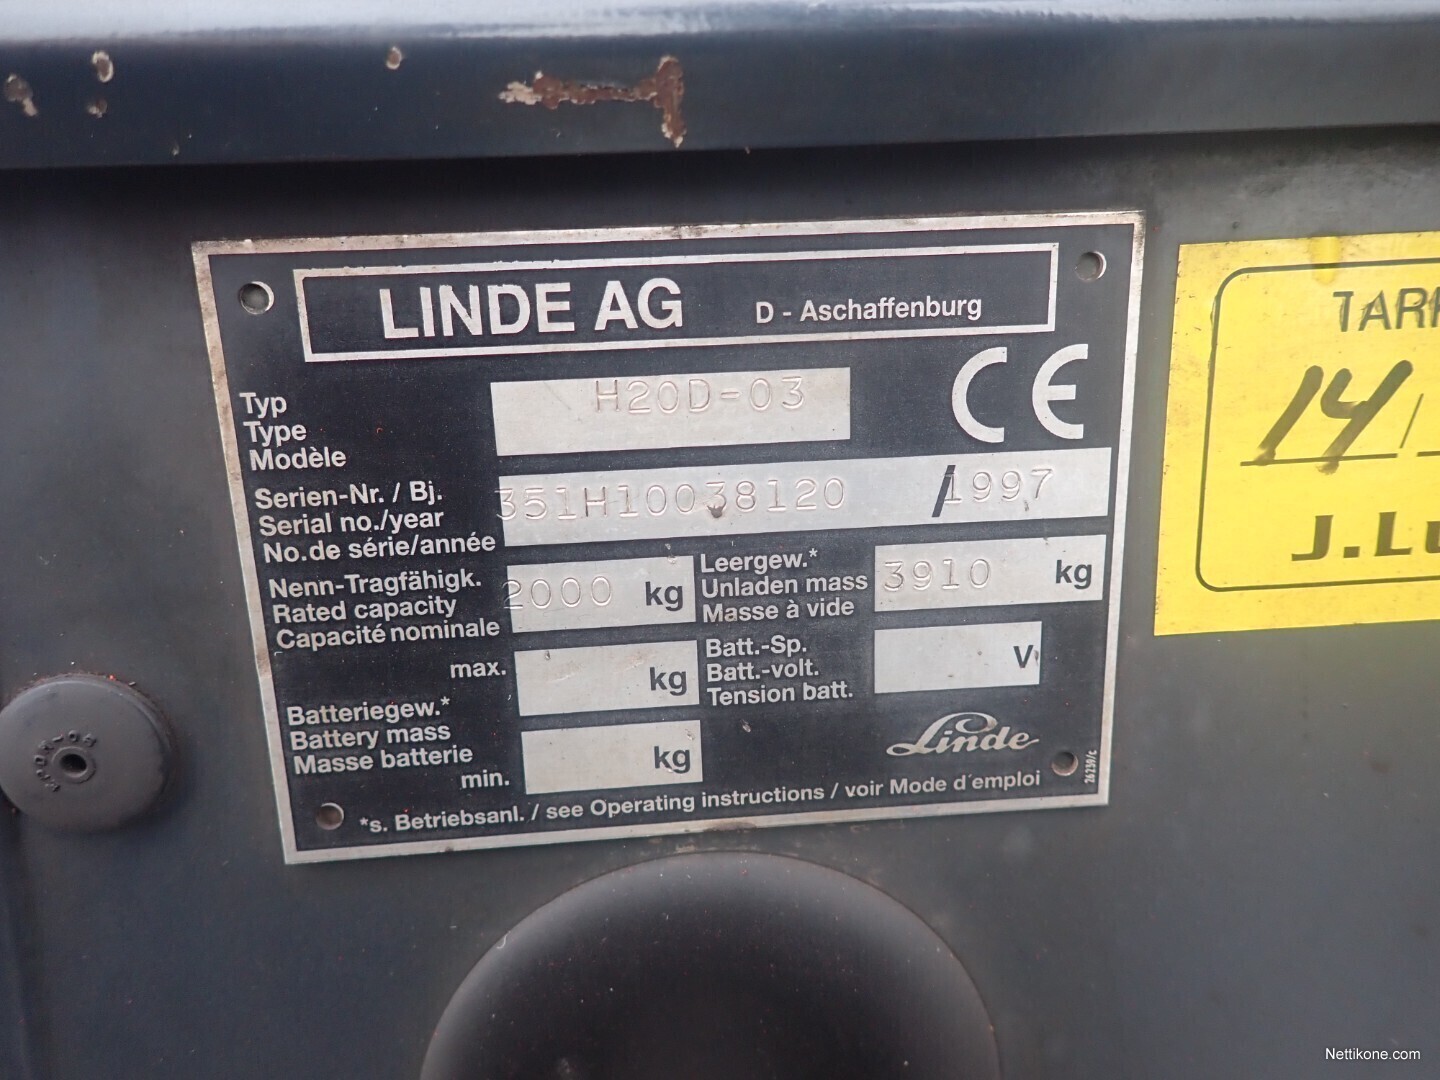 LINDE AG D - Aschaffenburg
CE
Typ
Type
Modèle
H20D-03
Serien-Nr. / Bj.
Serial no./year
No.de série/année
351H10038120 /1997
Nenn-Tragfähigk.
Rated capacity
Capacité nominale
2000 kg
Leergew.*
Unladen mass
Masse à vide
3910 kg
max. kg
Batteriegew.*
Battery mass
Masse batterie
min. kg
Batt.-Sp.
Batt.-volt.
Tension batt.
V
Linde
*s. Betriebsanl. / see Operating instructions / voir Mode d'emploi
26239/c
14/
Nettikone.com